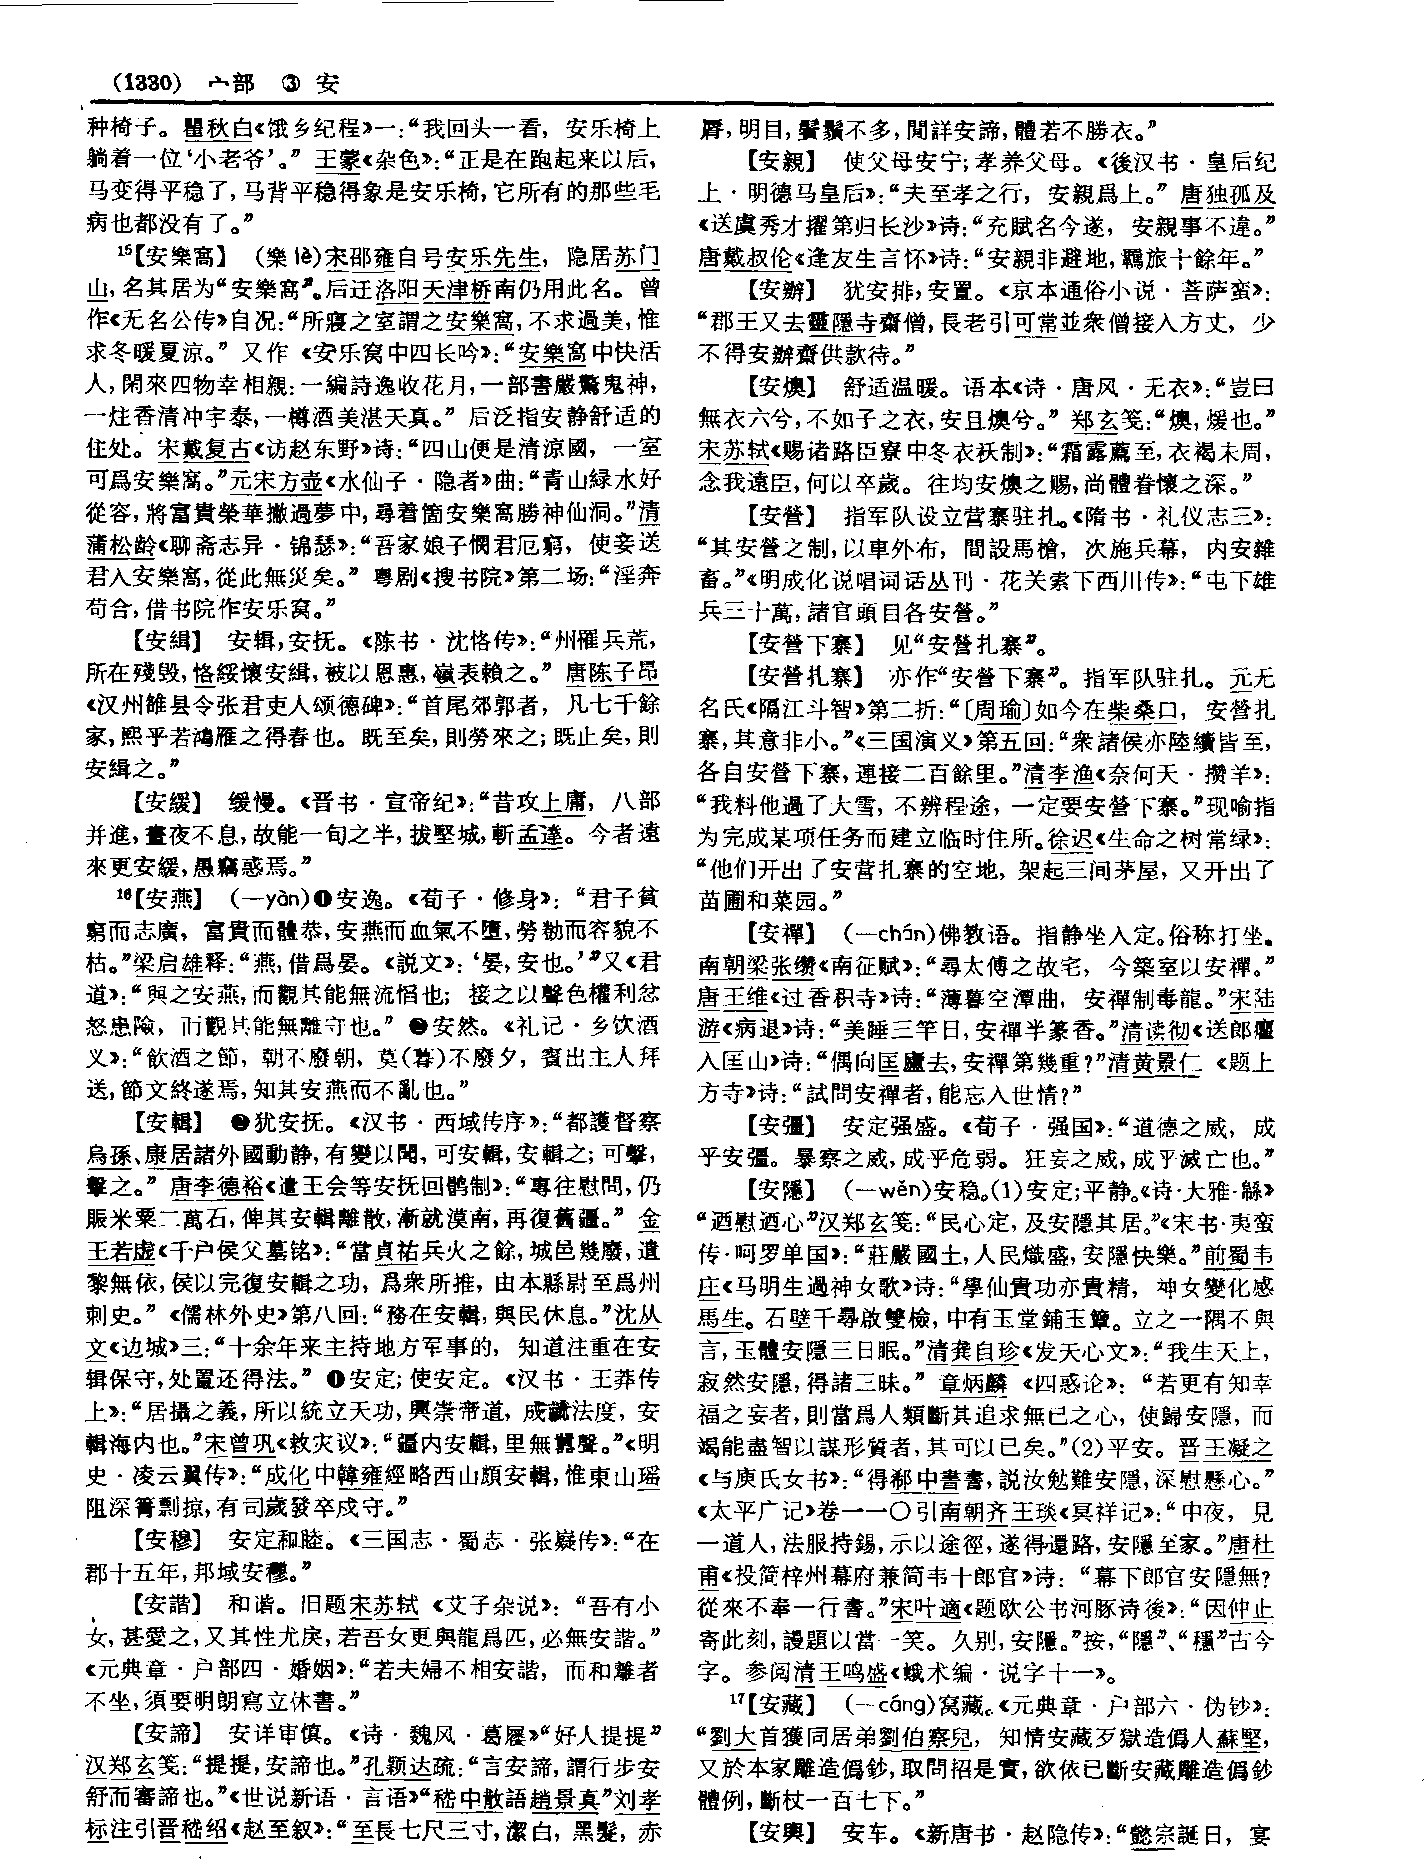 (1330) 宀部 ③ 安
种椅子。瞿秋白《饿乡纪程》一：“我回头一看，安乐椅上
躺着一位‘小老爷’。”王蒙《杂色》：“正是在跑起来以后，
马变得平稳了，马背平稳得象是安乐椅，它所有的那些毛
病也都没有了。”
15【安樂窩】（樂lè）宋邵雍自号安乐先生，隐居苏门
山，名其居为“安樂窩”。后迁洛阳天津桥南仍用此名。曾
作《无名公传》自况：“所寢之室謂之安樂窩，不求過美，惟
求冬暖夏涼。”又作《安乐窝中四长吟》：“安樂窩中快活
人，閑來四物幸相親：一編詩逸收花月，一部書嚴驚鬼神，
一炷香清冲宇泰，一樽酒美湛天真。”后泛指安静舒适的
住处。宋戴复古《访赵东野》诗：“四山便是清涼國，一室
可爲安樂窩。”元宋方壶《水仙子·隐者》曲：“青山緑水好
從容，將富貴榮華撇過夢中，尋着箇安樂窩勝神仙洞。”清
蒲松龄《聊斋志异·锦瑟》：“吾家娘子憫君厄窮，使妾送
君入安樂窩，從此無災矣。”粤剧《搜书院》第二场：“淫奔
苟合，借书院作安乐窝。”
【安緝】 安辑，安抚。《陈书·沈恪传》：“州罹兵荒，
所在殘毁，恪綏懷安緝，被以恩惠，嶺表賴之。”唐陈子昂
《汉州雒县令张君吏人颂德碑》：“首尾郊郭者，凡七千餘
家，熙乎若鴻雁之得春也。既至矣，則勞來之；既止矣，則
安緝之。”
【安緩】 缓慢。《晋书·宣帝纪》：“昔攻上庸，八部
并進，晝夜不息，故能一旬之半，拔堅城，斬孟達。今者遠
來更安緩，愚竊惑焉。”
16【安燕】（一yàn）❶安逸。《荀子·修身》：“君子貧
窮而志廣，富貴而體恭，安燕而血氣不墮，勞勌而容貌不
枯。”梁启雄释：“燕，借爲晏。《説文》：‘晏，安也。’”又《君
道》：“與之安燕，而觀其能無流慆也；接之以聲色權利忿
怒患險，而觀其能無離守也。”❷安然。《礼记·乡饮酒
义》：“飲酒之節，朝不廢朝，莫（暮）不廢夕，賓出主人拜
送，節文終遂焉，知其安燕而不亂也。”
【安輯】 ❷犹安抚。《汉书·西域传序》：“都護督察
烏孫、康居諸外國動静，有變以聞，可安輯，安輯之；可擊，
擊之。”唐李德裕《遣王会等安抚回鹘制》：“專往慰問，仍
賑米粟二萬石，俾其安輯離散，漸就漠南，再復舊疆。”金
王若虚《千户侯父墓铭》：“當貞祐兵火之餘，城邑幾廢，遺
黎無依，侯以完復安輯之功，爲衆所推，由本縣尉至爲州
刺史。”《儒林外史》第八回：“務在安輯，與民休息。”沈从
文《边城》三：“十余年来主持地方军事的，知道注重在安
辑保守，处置还得法。”❶安定；使安定。《汉书·王莽传
上》：“居攝之義，所以統立天功，興崇帝道，成就法度，安
輯海内也。”宋曾巩《救灾议》：“疆内安輯，里無囂聲。”《明
史·凌云翼传》：“成化中韓雍經略西山頗安輯，惟東山瑶
阻深箐剽掠，有司歲發卒戍守。”
【安穆】 安定和睦。《三国志·蜀志·张嶷传》：“在
郡十五年，邦域安穆。”
【安諧】 和谐。旧题宋苏轼《艾子杂说》：“吾有小
女，甚愛之，又其性尤戾，若吾女更與龍爲匹，必無安諧。”
《元典章·户部四·婚姻》：“若夫婦不相安諧，而和離者
不坐，須要明朗寫立休書。”
【安諦】 安详审慎。《诗·魏风·葛屦》“好人提提”
汉郑玄笺：“提提，安諦也。”孔颖达疏：“言安諦，謂行步安
舒而審諦也。”《世说新语·言语》“嵇中散語趙景真”刘孝
标注引晋嵇绍《赵至叙》：“至長七尺三寸，潔白，黑髮，赤
脣，明目，鬢鬚不多，閒詳安諦，體若不勝衣。”
【安親】 使父母安宁；孝养父母。《後汉书·皇后纪
上·明德马皇后》：“夫至孝之行，安親爲上。”唐独孤及
《送虞秀才擢第归长沙》诗：“充賦名今遂，安親事不違。”
唐戴叔伦《逢友生言怀》诗：“安親非避地，羈旅十餘年。”
【安辦】 犹安排，安置。《京本通俗小说·菩萨蛮》：
“郡王又去靈隱寺齋僧，長老引可常並衆僧接入方丈，少
不得安辦齋供款待。”
【安燠】 舒适温暖。语本《诗·唐风·无衣》：“豈曰
無衣六兮，不如子之衣，安且燠兮。”郑玄笺：“燠，煖也。”
宋苏轼《赐诸路臣寮中冬衣袄制》：“霜露薦至，衣褐未周，
念我遠臣，何以卒歲。往均安燠之賜，尚體眷懷之深。”
【安營】 指军队设立营寨驻扎。《隋书·礼仪志三》：
“其安營之制，以車外布，間設馬槍，次施兵幕，内安雜
畜。”《明成化说唱词话丛刊·花关索下西川传》：“屯下雄
兵三十萬，諸官頭目各安營。”
【安營下寨】 见“安營扎寨”。
【安營扎寨】 亦作“安營下寨”。指军队驻扎。元无
名氏《隔江斗智》第二折：“〔周瑜〕如今在柴桑口，安營扎
寨，其意非小。”《三国演义》第五回：“衆諸侯亦陸續皆至，
各自安營下寨，連接二百餘里。”清李渔《奈何天·攒羊》：
“我料他過了大雪，不辨程途，一定要安營下寨。”现喻指
为完成某项任务而建立临时住所。徐迟《生命之树常绿》：
“他们开出了安营扎寨的空地，架起三间茅屋，又开出了
苗圃和菜园。”
【安禪】（一chán）佛教语。指静坐入定。俗称打坐。
南朝梁张缵《南征赋》：“尋太傅之故宅，今築室以安禪。”
唐王维《过香积寺》诗：“薄暮空潭曲，安禪制毒龍。”宋陆
游《病退》诗：“美睡三竿日，安禪半篆香。”清读彻《送郎癯
入匡山》诗：“偶向匡廬去，安禪第幾重？”清黄景仁《题上
方寺》诗：“試問安禪者，能忘入世情？”
【安彊】 安定强盛。《荀子·强国》：“道德之威，成
乎安彊。暴察之威，成乎危弱。狂妄之威，成乎滅亡也。”
【安隱】（一wěn）安稳。(1)安定；平静。《诗·大雅·緜》
“迺慰迺心”汉郑玄笺：“民心定，及安隱其居。”《宋书·夷蛮
传·呵罗单国》：“莊嚴國土，人民熾盛，安隱快樂。”前蜀韦
庄《马明生過神女歌》诗：“學仙貴功亦貴精，神女變化感
馬生。石壁千尋啟雙檢，中有玉堂鋪玉簟。立之一隅不與
言，玉體安隱三日眠。”清龚自珍《发大心文》：“我生天上，
寂然安隱，得諸三昧。”章炳麟《四惑论》：“若更有知幸
福之妄者，則當爲人類斷其追求無已之心，使歸安隱，而
竭能盡智以謀形質者，其可以已矣。”(2)平安。晋王凝之
《与庾氏女书》：“得郗中書書，説汝勉難安隱，深慰懸心。”
《太平广记》卷一一〇引南朝齐王琰《冥祥记》：“中夜，見
一道人，法服持錫，示以途徑，遂得還路，安隱至家。”唐杜
甫《投简梓州幕府兼简韦十郎官》诗：“幕下郎官安隱無？
從來不奉一行書。”宋叶適《题欧公书河豚诗後》：“因仲止
寄此刻，謾題以當一笑。久别，安隱。”按，“隱”、“穩”古今
字。参阅清王鸣盛《蛾术编·说字十一》。
17【安藏】（一cáng）窝藏。《元典章·户部六·伪钞》：
“劉大首獲同居弟劉伯察兒，知情安藏歹獄造僞人蘇堅，
又於本家雕造僞鈔，取問招是實，欲依已斷安藏雕造僞鈔
體例，斷杖一百七下。”
【安輿】 安车。《新唐书·赵隐传》：“懿宗誕日，宴